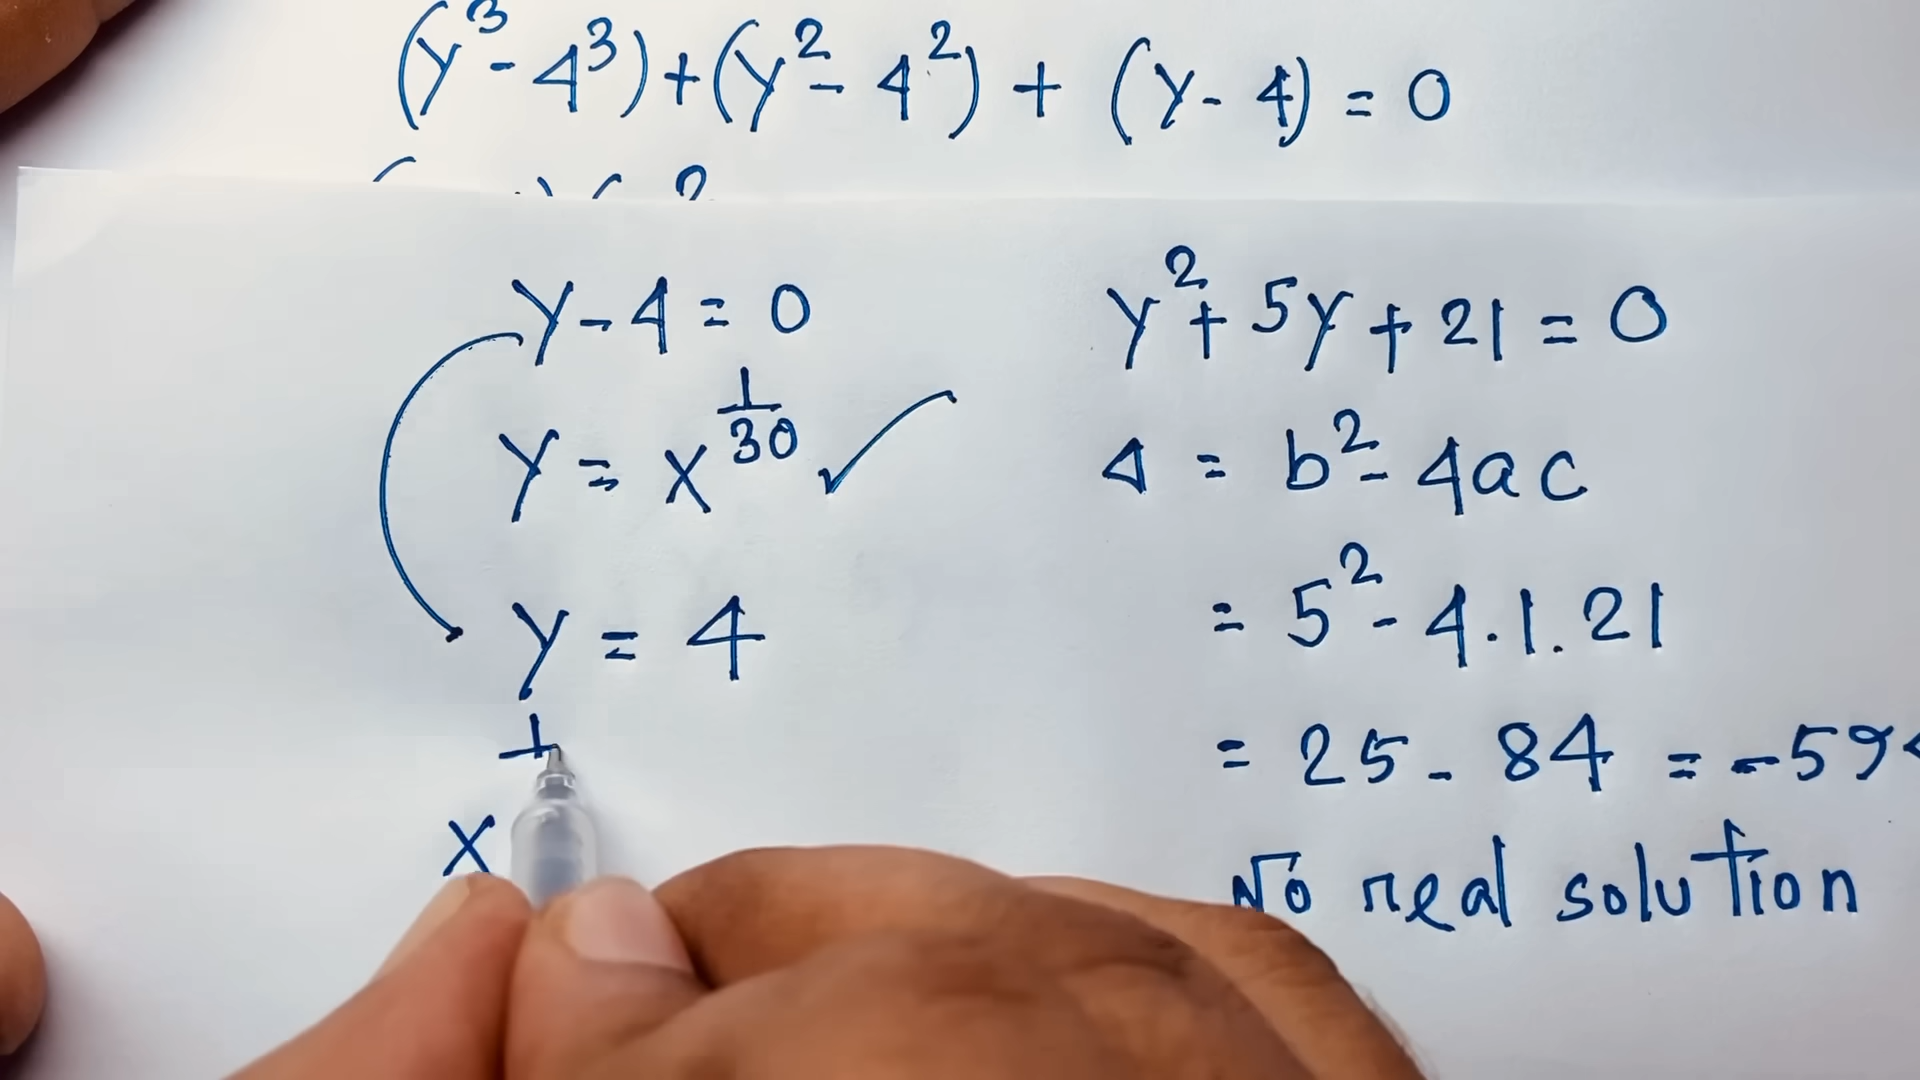 (y³ - 4³) + (y² - 4²) + (y - 4) = 0
y - 4 = 0
y = x^(1/30) ✓
y = 4
x 1
y² + 5y + 21 = 0
Δ = b² - 4ac
= 5² - 4.1.21
= 25 - 84 = -59 <
No real solution